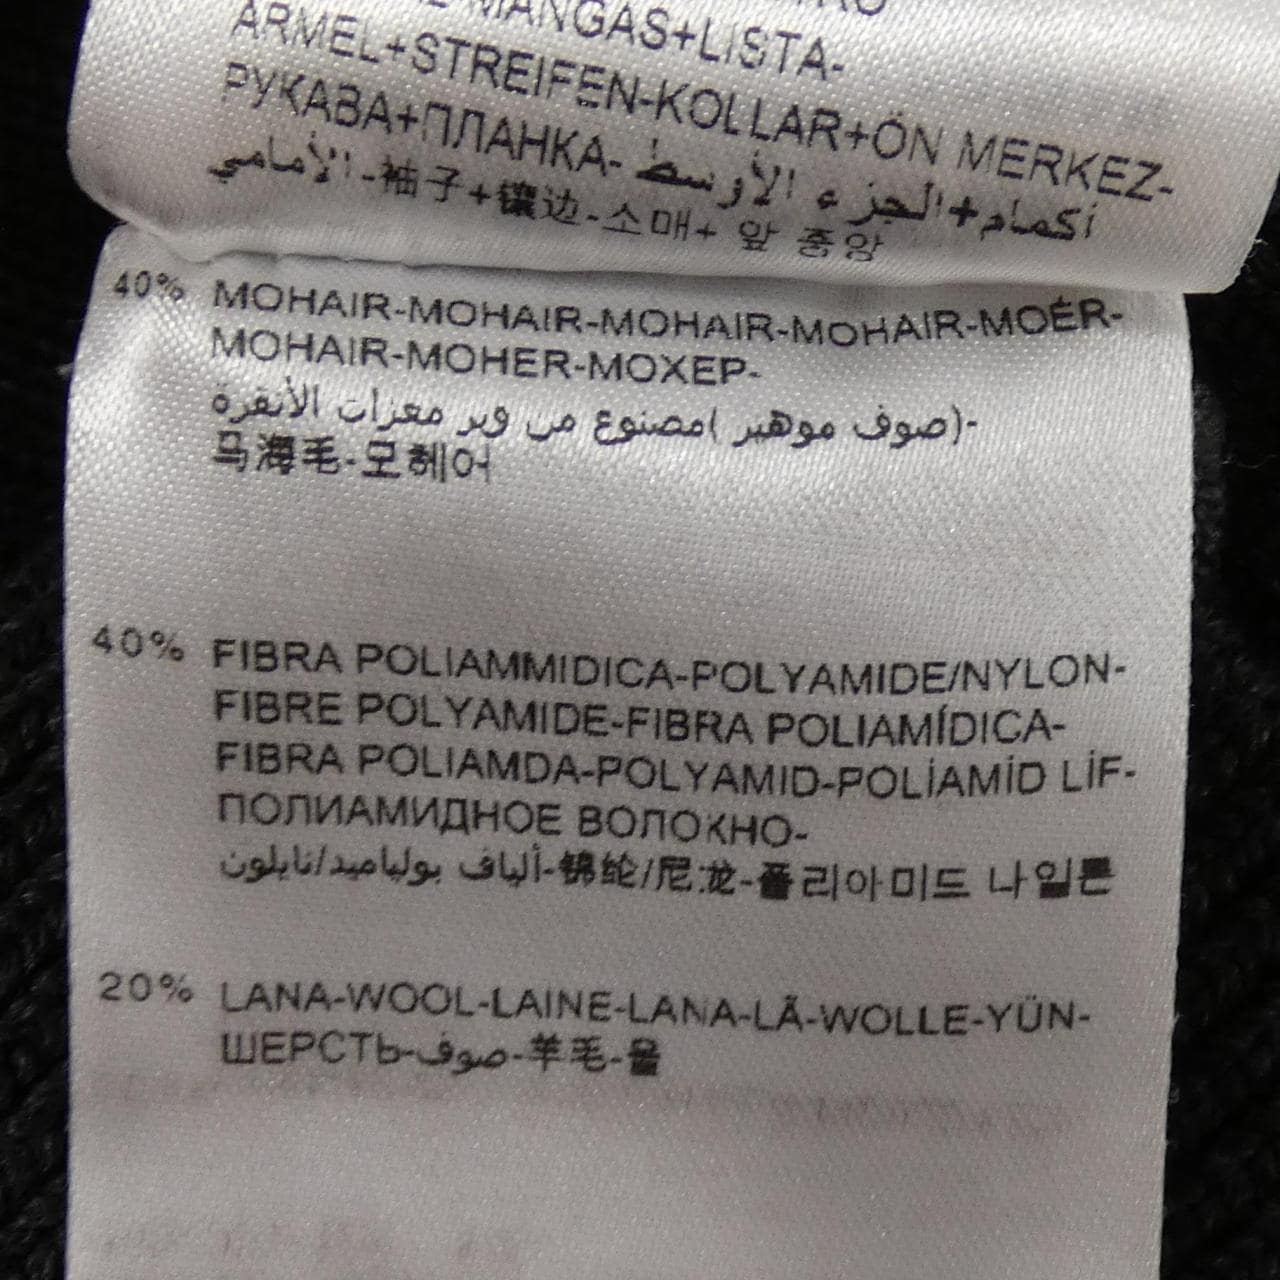 MANGAS+LISTA-
ÄRMEL+STREIFEN-KOLLAR+ÖN MERKEZ-
РУКАВА+ПЛАНКА-
أكمام+الجزء الأوسط
الأمامي-袖子+镶边-소매+ 앞 중앙
40% MOHAIR-MOHAIR-MOHAIR-MOHAIR-MOÉR-
MOHAIR-MOHER-МОХЕР-
-(صوف موهير )مصنوع من وبر معزات الأنقرة
马海毛-모헤어
40% FIBRA POLIAMMIDICA-POLYAMIDE/NYLON-
FIBRE POLYAMIDE-FIBRA POLIAMÍDICA-
FIBRA POLIAMDA-POLYAMID-POLİAMİD LİF-
ПОЛИАМИДНОЕ ВОЛОКНО-
ألياف بولياميد/نايلون-锦纶/尼龙-폴리아미드 나일론
20% LANA-WOOL-LAINE-LANA-LÃ-WOLLE-YÜN-
ШЕРСТЬ-صوف-羊毛-울